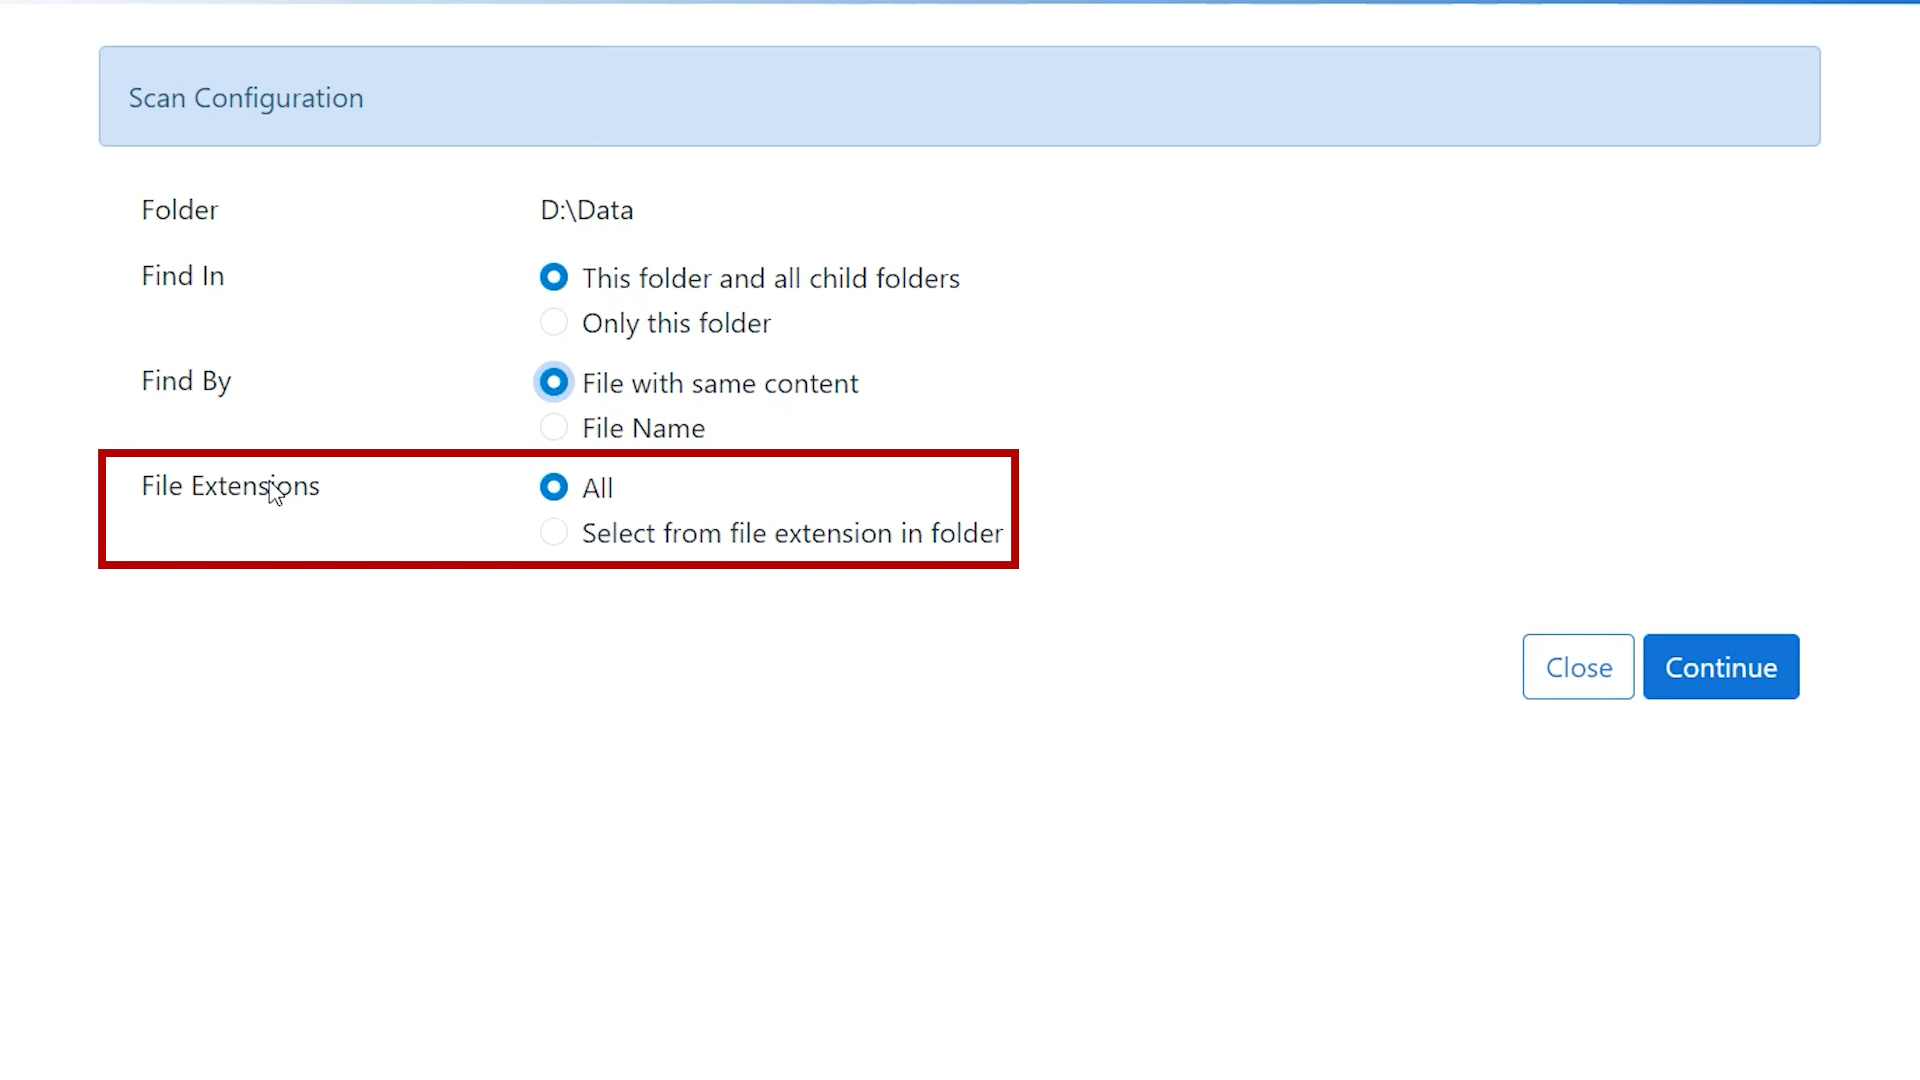 Scan Configuration
Folder D:\Data
Find In This folder and all child folders
Only this folder
Find By File with same content
File Name
File Extensions All
Select from file extension in folder
Close Continue